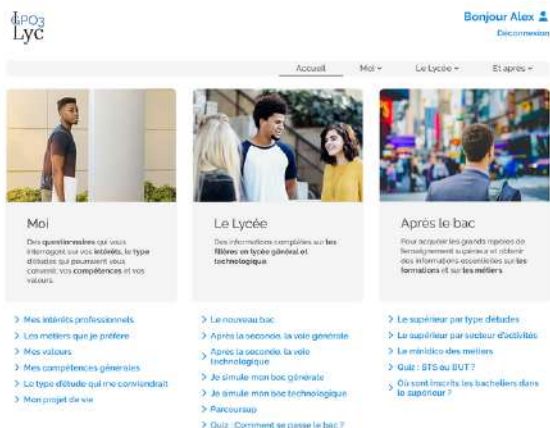 GPO3
Lyc
Bonjour Alex
Déconnexion
Accueil Moi Le Lycée Et après
Moi
Des questionnaires qui vous
interrogent sur vos intérêts, le type
d'études qui pourraient vous
convenir, vos compétences et vos
valeurs.
Le Lycée
Des informations complètes sur les
filières en lycée général et
technologique
Après le bac
Pour acquérir les grands repères de
l'enseignement supérieur et obtenir
des informations essentielles sur les
formations et sur les métiers.
> Mes intérêts professionnels
> Les métiers que je préfère
> Mes valeurs
> Mes compétences générales
> Le type d'étude qui me conviendrait
> Mon projet de vie
> Le nouveau bac
> Après la seconde, la voie générale
> Après la seconde, la voie
technologique
> Je simule mon bac générale
> Je simule mon bac technologique
> Parcoursup
> Quiz : Comment se passe le bac ?
> Le supérieur par type d'études
> Le supérieur par secteur d'activités
> Le minidico des métiers
> Quiz : BTS ou BUT ?
> Où sont inscrits les bacheliers dans
le supérieur ?